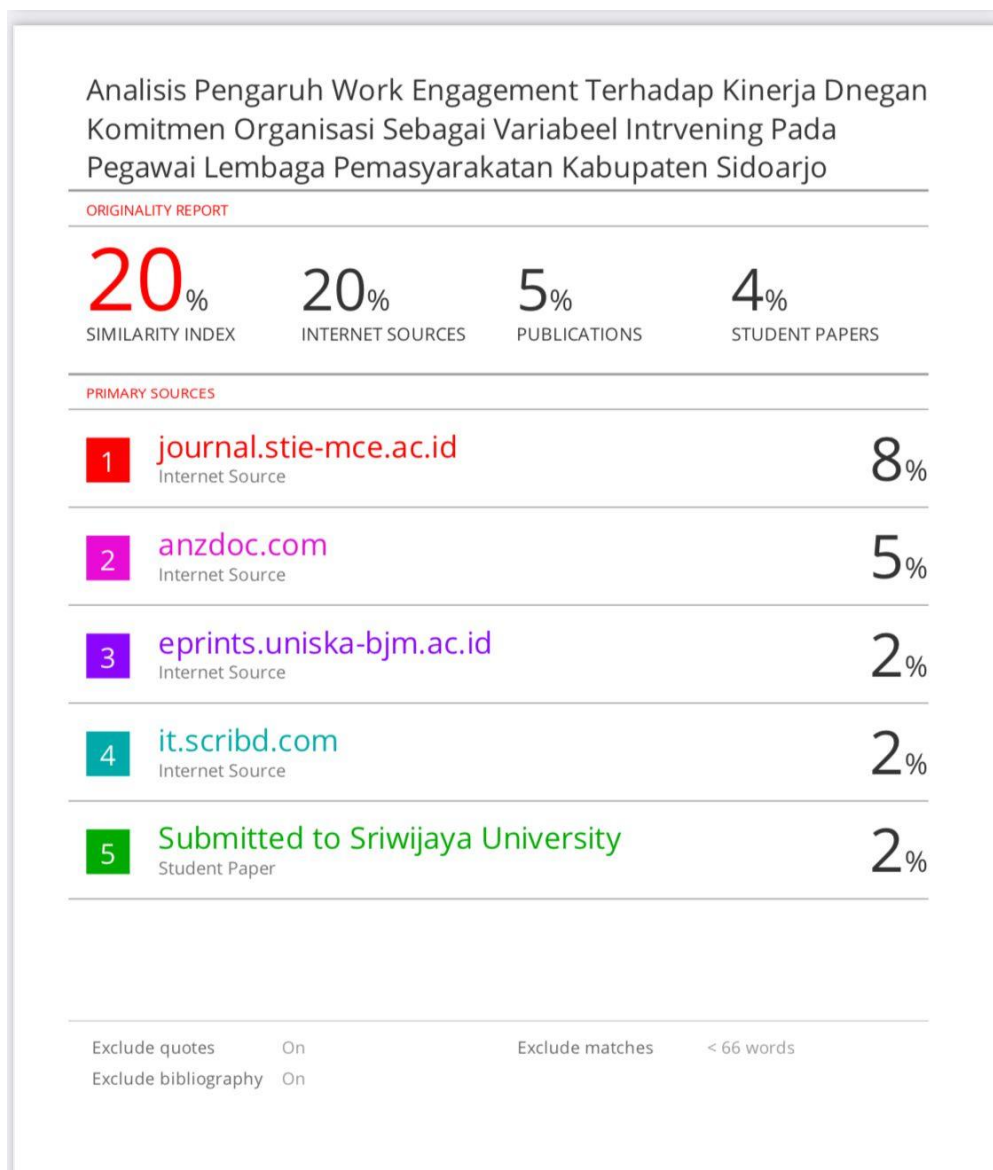 Analisis Pengaruh Work Engagement Terhadap Kinerja Dnegan
Komitmen Organisasi Sebagai Variabeel Intrvening Pada
Pegawai Lembaga Pemasyarakatan Kabupaten Sidoarjo
ORIGINALITY REPORT
20% 20% 5% 4%
SIMILARITY INDEX INTERNET SOURCES PUBLICATIONS STUDENT PAPERS
PRIMARY SOURCES
1 journal.stie-mce.ac.id 8%
Internet Source
2 anzdoc.com 5%
Internet Source
3 eprints.uniska-bjm.ac.id 2%
Internet Source
4 it.scribd.com 2%
Internet Source
5 Submitted to Sriwijaya University 2%
Student Paper
Exclude quotes On Exclude matches < 66 words
Exclude bibliography On